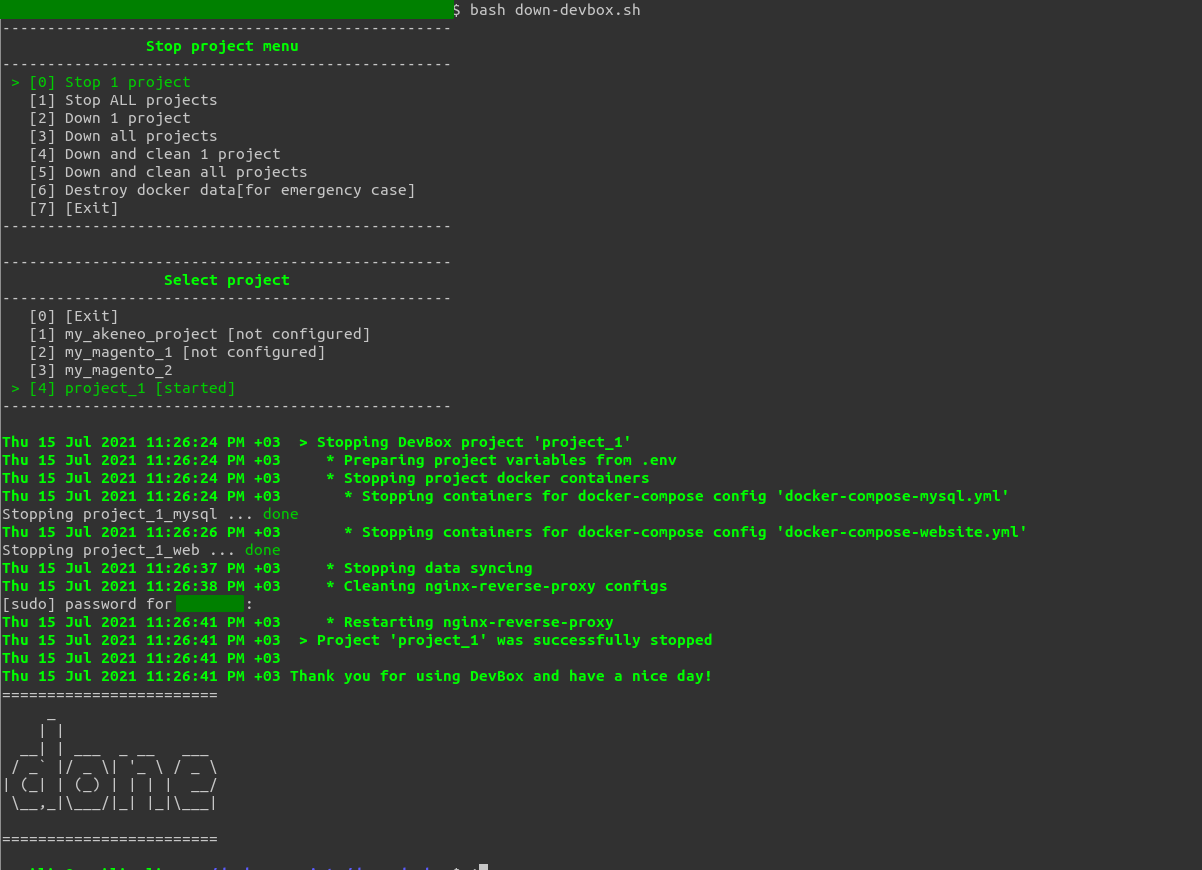 $ bash down-devbox.sh
--------------------------------------------------
Stop project menu
--------------------------------------------------
> [0] Stop 1 project
[1] Stop ALL projects
[2] Down 1 project
[3] Down all projects
[4] Down and clean 1 project
[5] Down and clean all projects
[6] Destroy docker data[for emergency case]
[7] [Exit]
--------------------------------------------------
--------------------------------------------------
Select project
--------------------------------------------------
[0] [Exit]
[1] my_akeneo_project [not configured]
[2] my_magento_1 [not configured]
[3] my_magento_2
> [4] project_1 [started]
--------------------------------------------------
Thu 15 Jul 2021 11:26:24 PM +03  > Stopping DevBox project 'project_1'
Thu 15 Jul 2021 11:26:24 PM +03     * Preparing project variables from .env
Thu 15 Jul 2021 11:26:24 PM +03     * Stopping project docker containers
Thu 15 Jul 2021 11:26:24 PM +03       * Stopping containers for docker-compose config 'docker-compose-mysql.yml'
Stopping project_1_mysql ... done
Thu 15 Jul 2021 11:26:26 PM +03       * Stopping containers for docker-compose config 'docker-compose-website.yml'
Stopping project_1_web ... done
Thu 15 Jul 2021 11:26:37 PM +03     * Stopping data syncing
Thu 15 Jul 2021 11:26:38 PM +03     * Cleaning nginx-reverse-proxy configs
[sudo] password for :
Thu 15 Jul 2021 11:26:41 PM +03     * Restarting nginx-reverse-proxy
Thu 15 Jul 2021 11:26:41 PM +03  > Project 'project_1' was successfully stopped
Thu 15 Jul 2021 11:26:41 PM +03
Thu 15 Jul 2021 11:26:41 PM +03 Thank you for using DevBox and have a nice day!
========================
done
========================